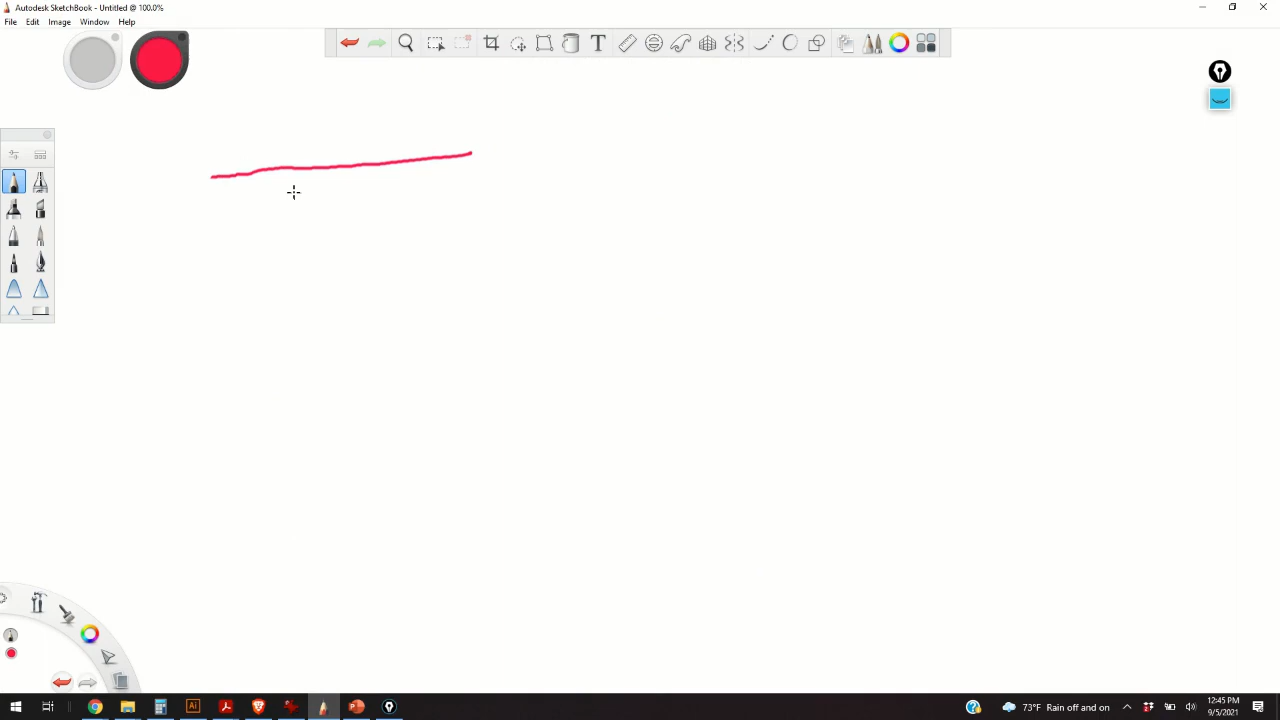 Autodesk SketchBook - Untitled @ 100.0%
File Edit Image Window Help
T
Ai
P
73°F Rain off and on
12:45 PM
9/5/2021